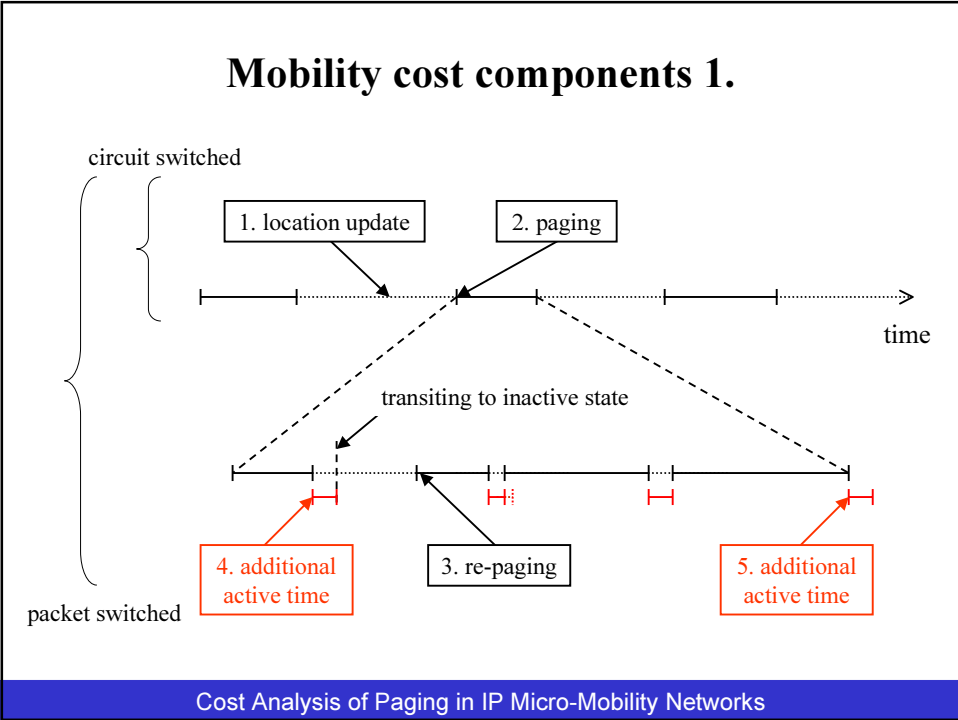 Mobility cost components 1.
circuit switched
1. location update
2. paging
time
transiting to inactive state
4. additional
active time
3. re-paging
5. additional
active time
packet switched
Cost Analysis of Paging in IP Micro-Mobility Networks